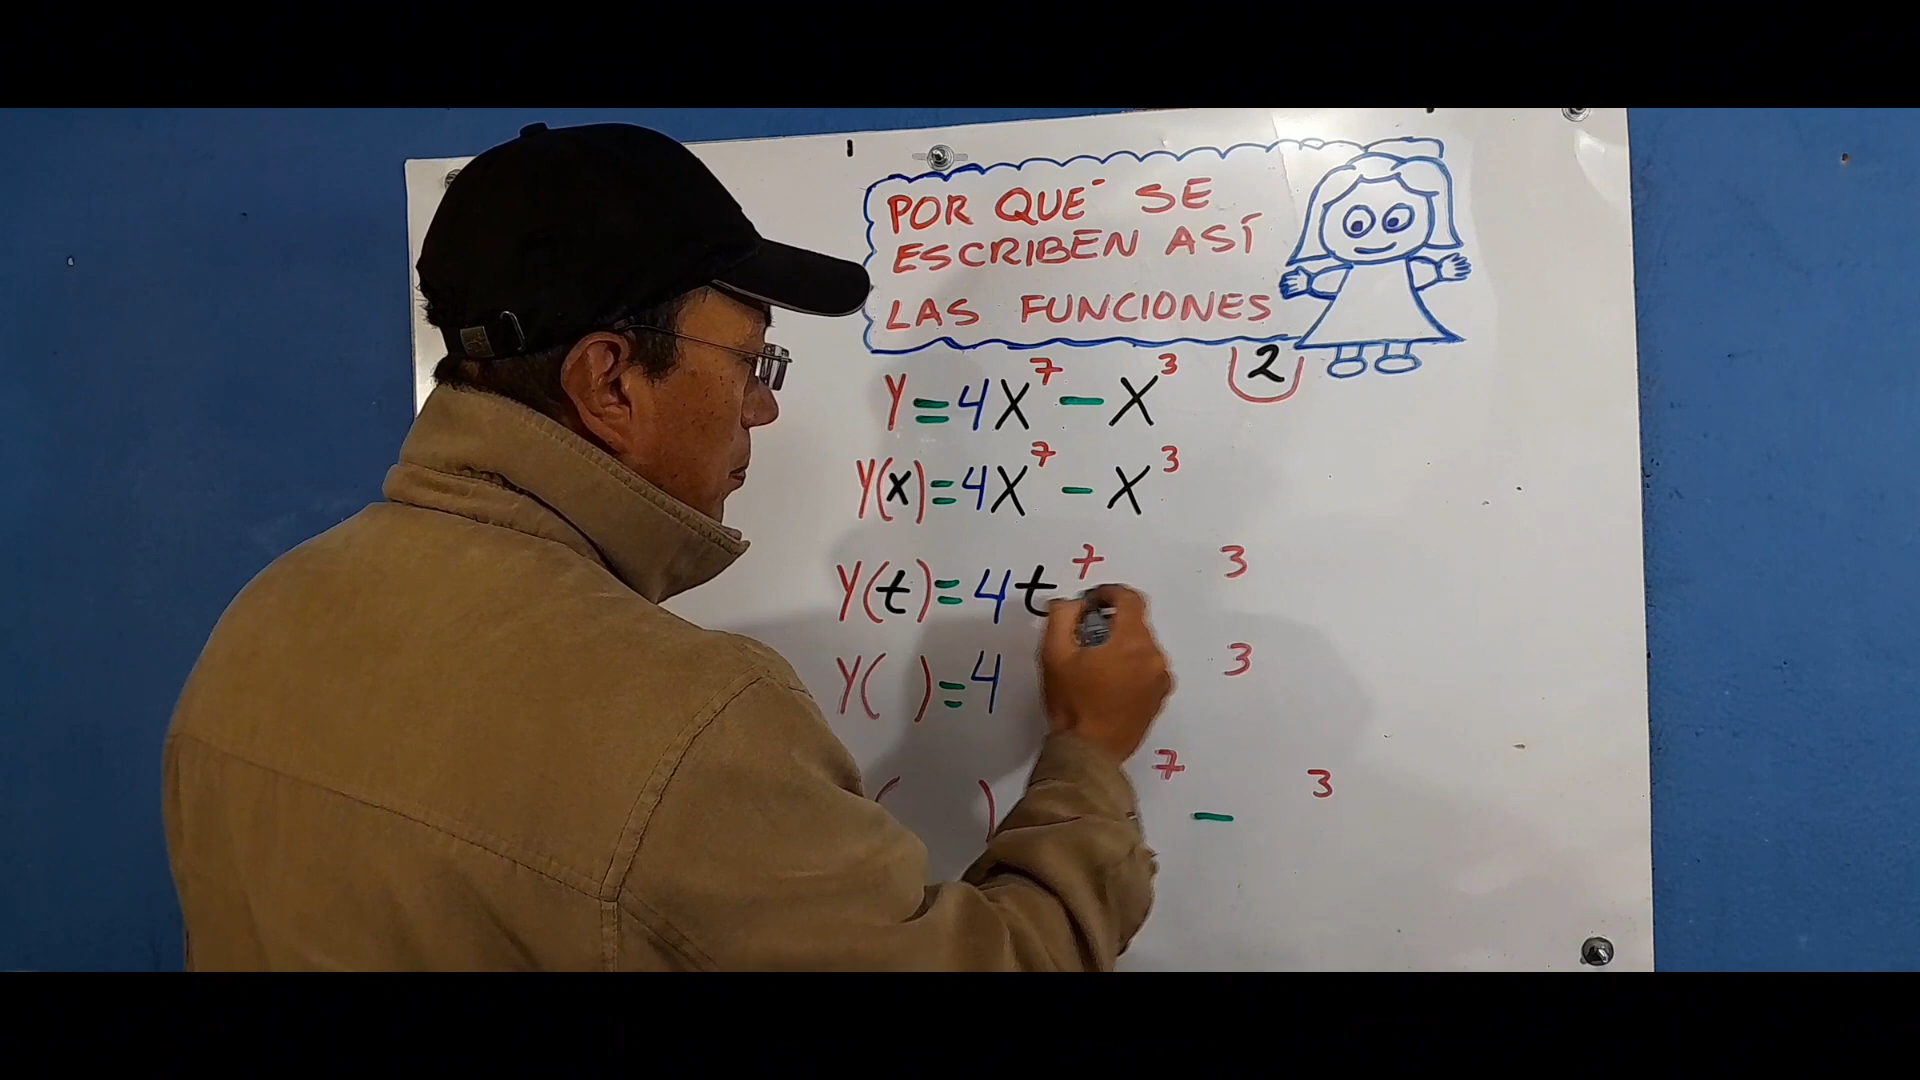 POR QUÉ SE
ESCRIBEN ASÍ
LAS FUNCIONES
2
Y=4X⁷-X³
Y(X)=4X⁷-X³
Y(t)=4t⁷ ³
Y( )=4 ³
( ) ⁷ - ³